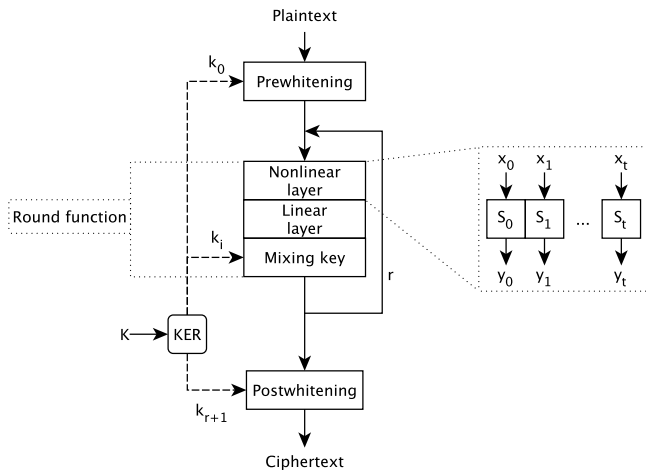 Plaintext
k0
Prewhitening
Nonlinear
layer
Linear
layer
Mixing key
Round function
ki
r
K
KER
Postwhitening
kr+1
Ciphertext
x0 x1 xt
S0 S1 ... St
y0 y1 yt